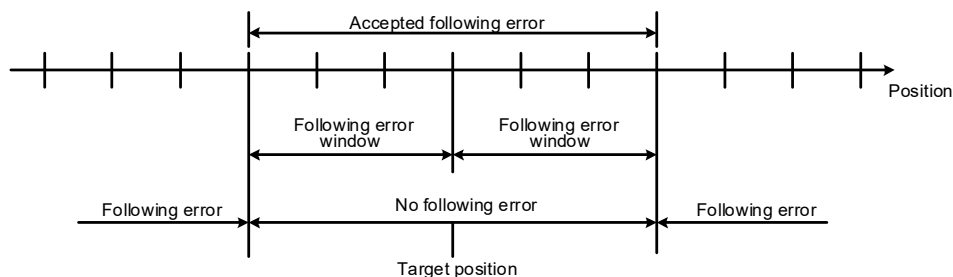 Accepted following error
Position
Following error
window
Following error
window
Following error
No following error
Following error
Target position